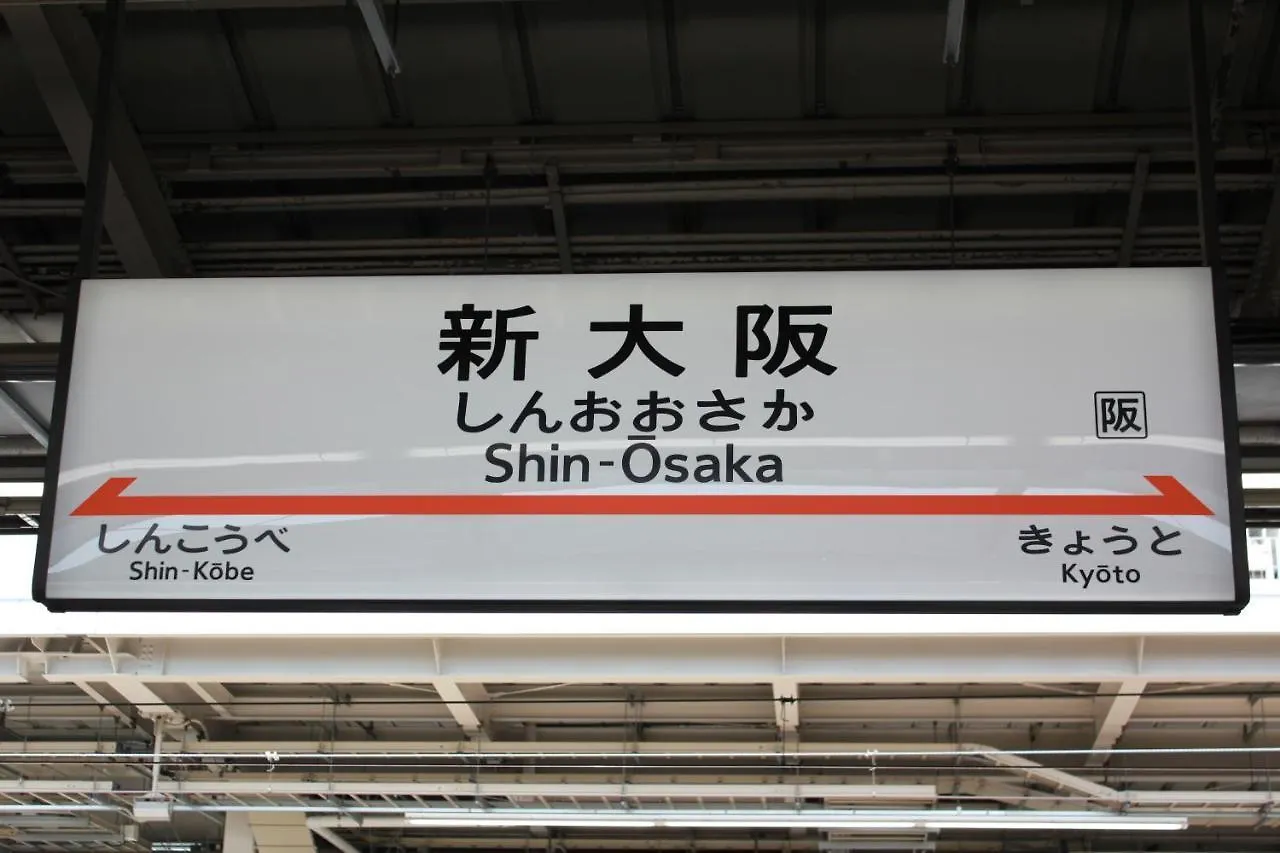 新大阪
しんおおさか
Shin-Ōsaka
阪
しんこうべ
Shin-Kōbe
きょうと
Kyōto